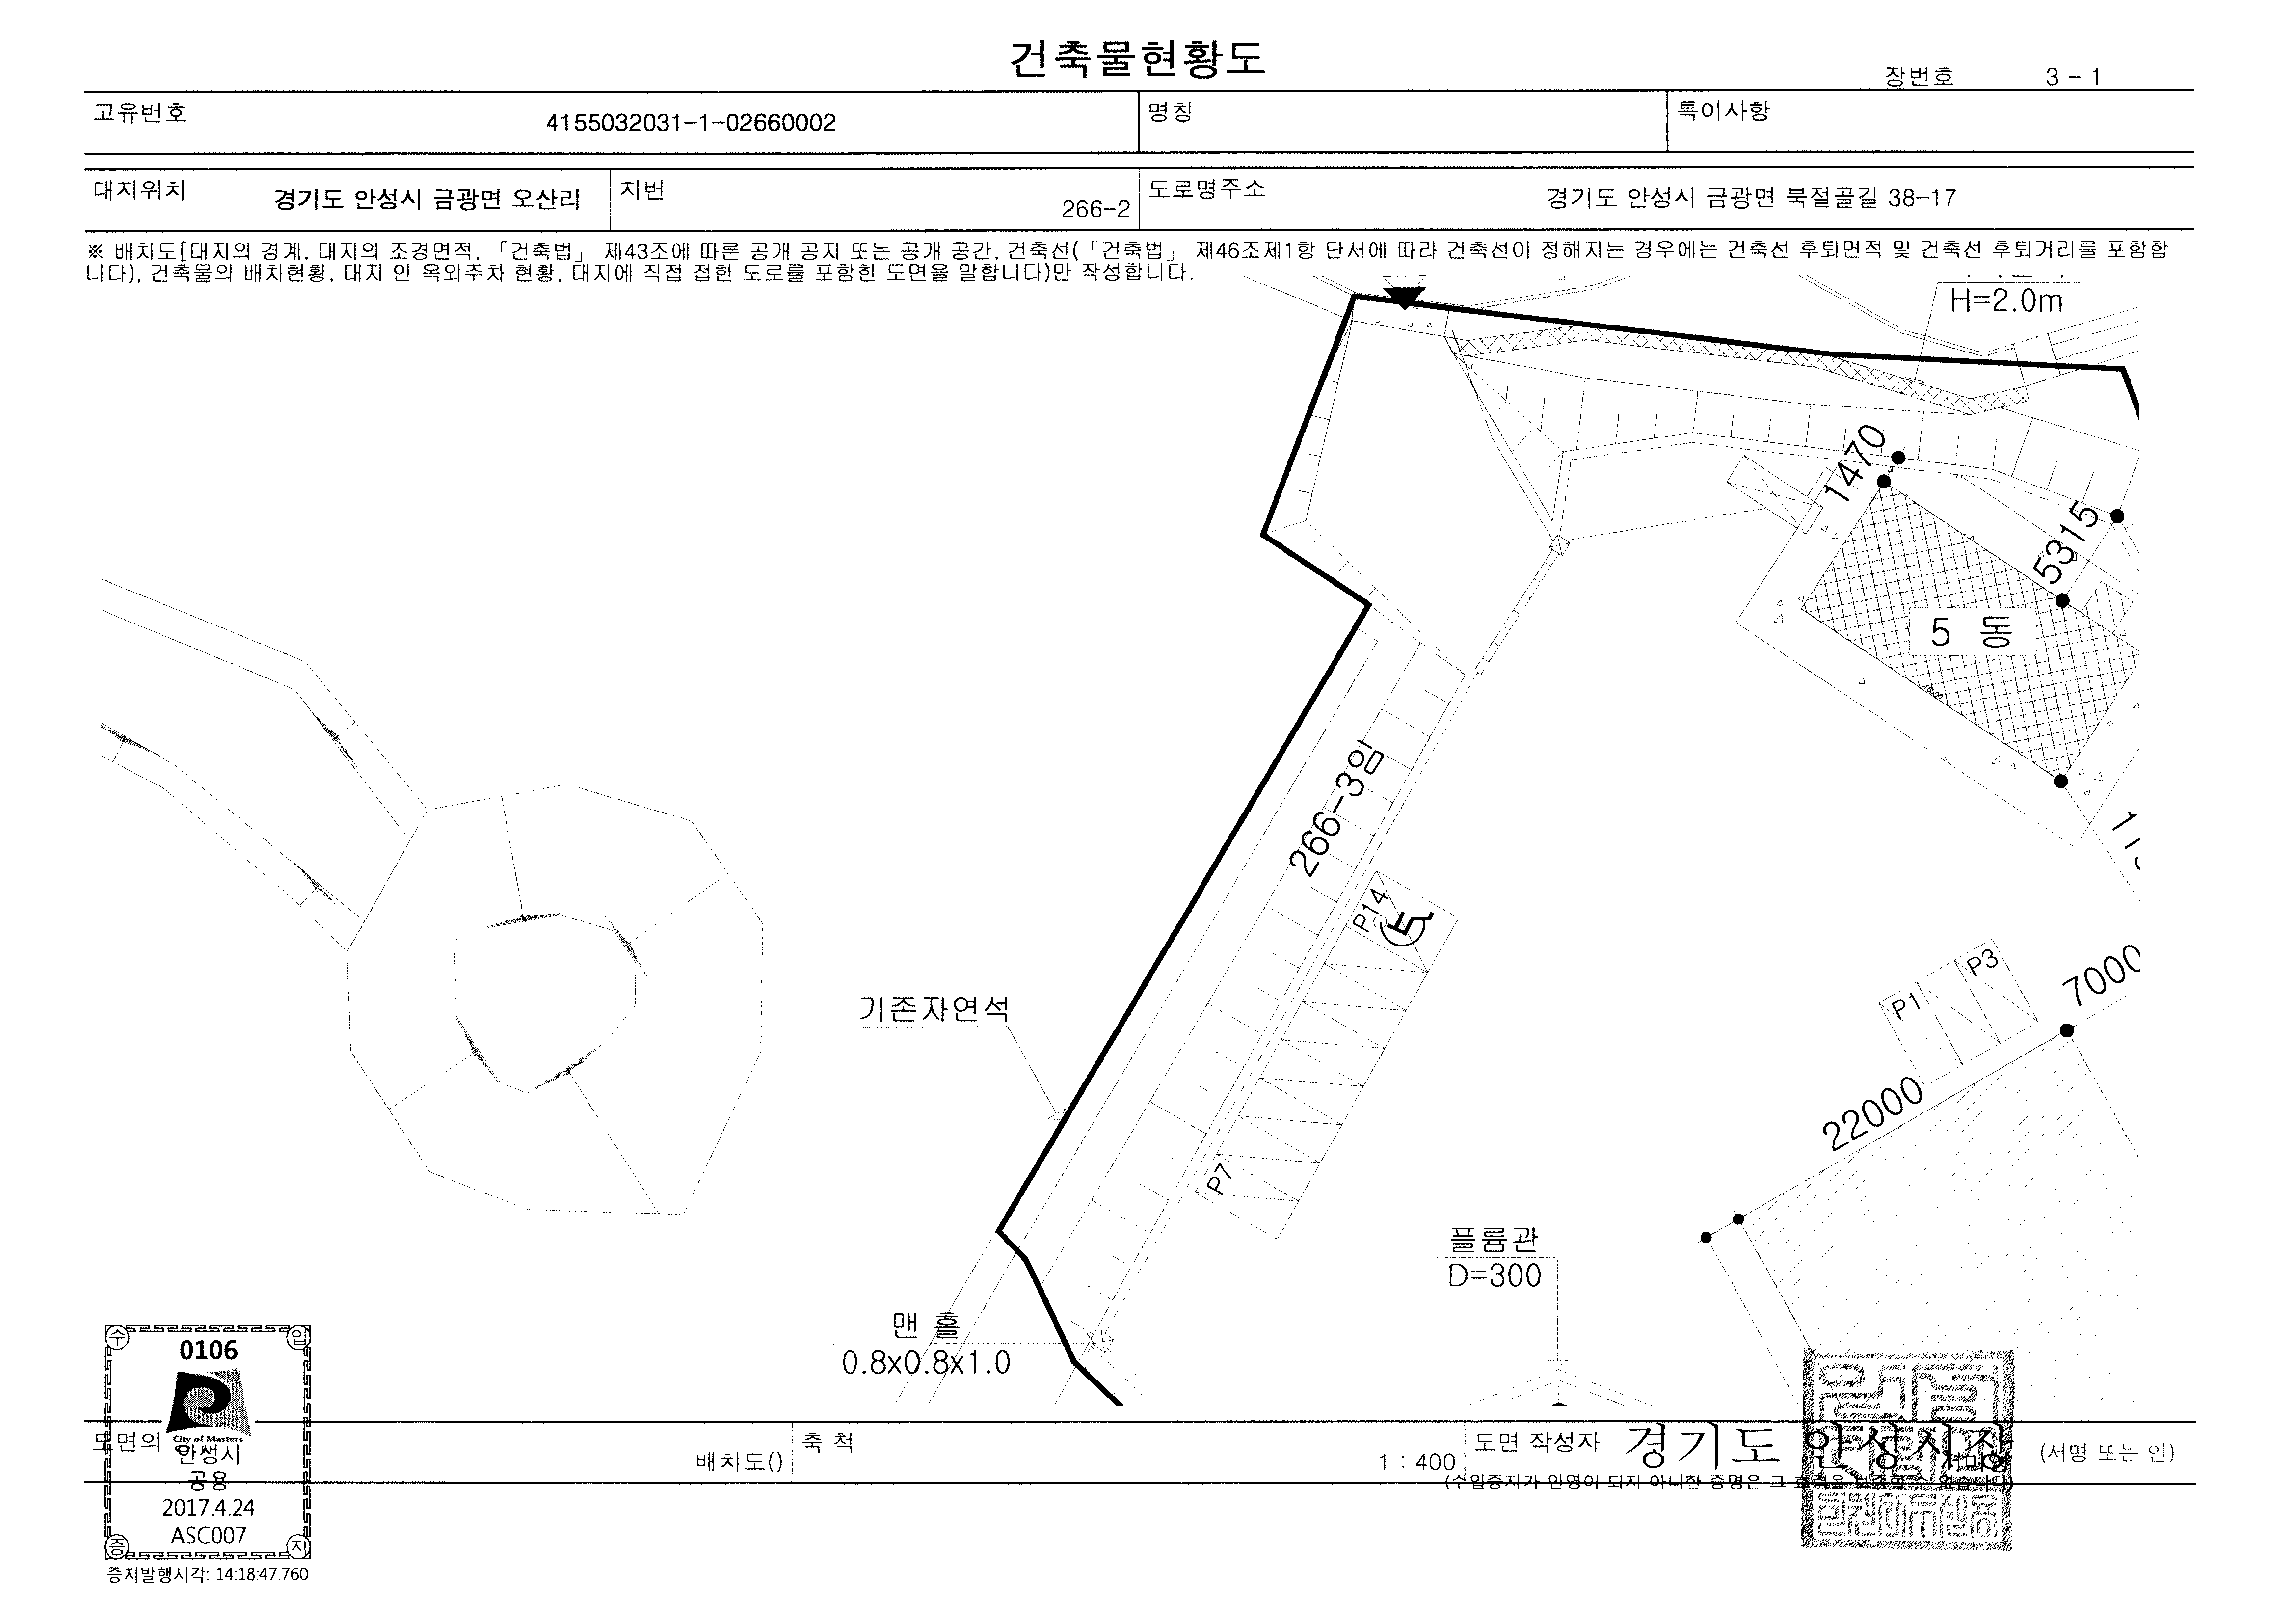 건축물현황도
장번호 3 - 1
고유번호 4155032031-1-02660002 명칭 특이사항
대지위치 경기도 안성시 금광면 오산리 지번 266-2 도로명주소 경기도 안성시 금광면 북절골길 38-17
※ 배치도[대지의 경계, 대지의 조경면적, 「건축법」 제43조에 따른 공개 공지 또는 공개 공간, 건축선(「건축법」 제46조제1항 단서에 따라 건축선이 정해지는 경우에는 건축선 후퇴면적 및 건축선 후퇴거리를 포함합
니다), 건축물의 배치현황, 대지 안 옥외주차 현황, 대지에 직접 접한 도로를 포함한 도면을 말합니다)만 작성합니다.
H=2.0m
1470
5315
5 동
266-3임
P14
기존자연석
P1
P3
7000
22000
P7
플륨관
D=300
맨 홀
0.8x0.8x1.0
수 입
0106
City of Masters
안성시
공용
2017.4.24
ASC007
증 지
증지발행시각: 14:18:47.760
도면의
배치도()
축 척 1 : 400
도면 작성자 경기도 안성시장 서미영 (서명 또는 인)
(수입증지가 인영이 되지 아니한 증명은 그 효력을 보증할 수 없습니다)